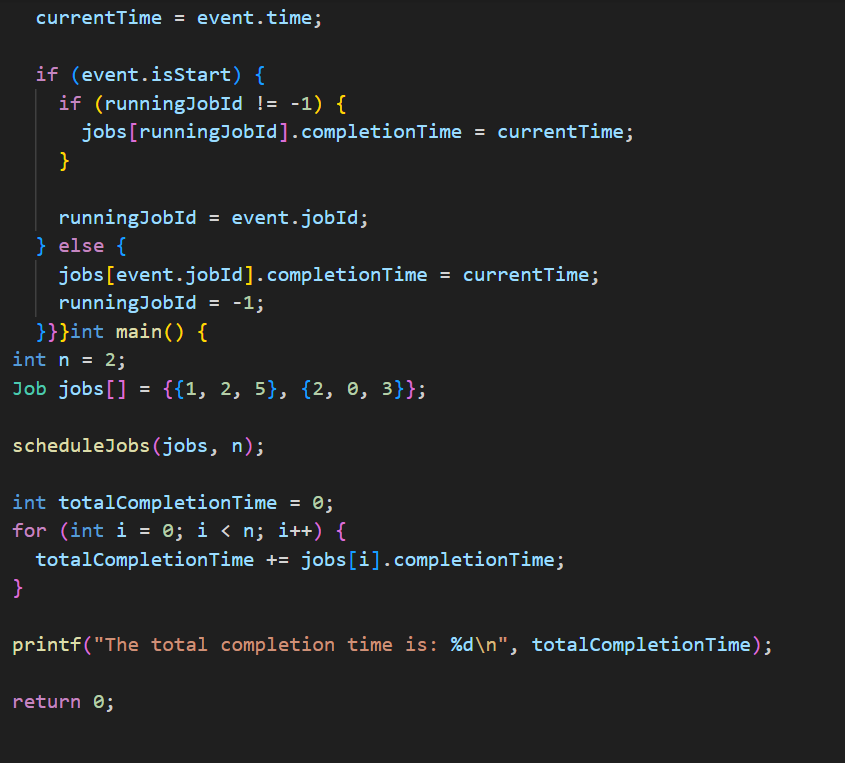 currentTime = event.time;
if (event.isStart) {
if (runningJobId != -1) {
jobs[runningJobId].completionTime = currentTime;
}
runningJobId = event.jobId;
} else {
jobs[event.jobId].completionTime = currentTime;
runningJobId = -1;
}}}int main() {
int n = 2;
Job jobs[] = {{1, 2, 5}, {2, 0, 3}};
scheduleJobs(jobs, n);
int totalCompletionTime = 0;
for (int i = 0; i < n; i++) {
totalCompletionTime += jobs[i].completionTime;
}
printf("The total completion time is: %d\n", totalCompletionTime);
return 0;